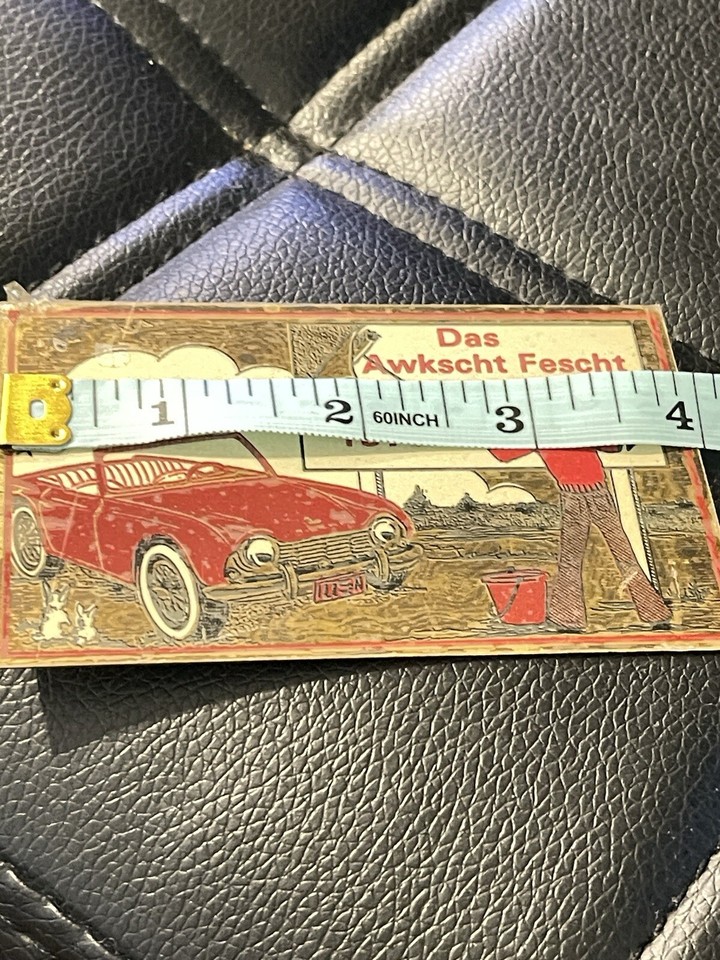 Das
Awkscht Fescht
1 2 60INCH 3 4